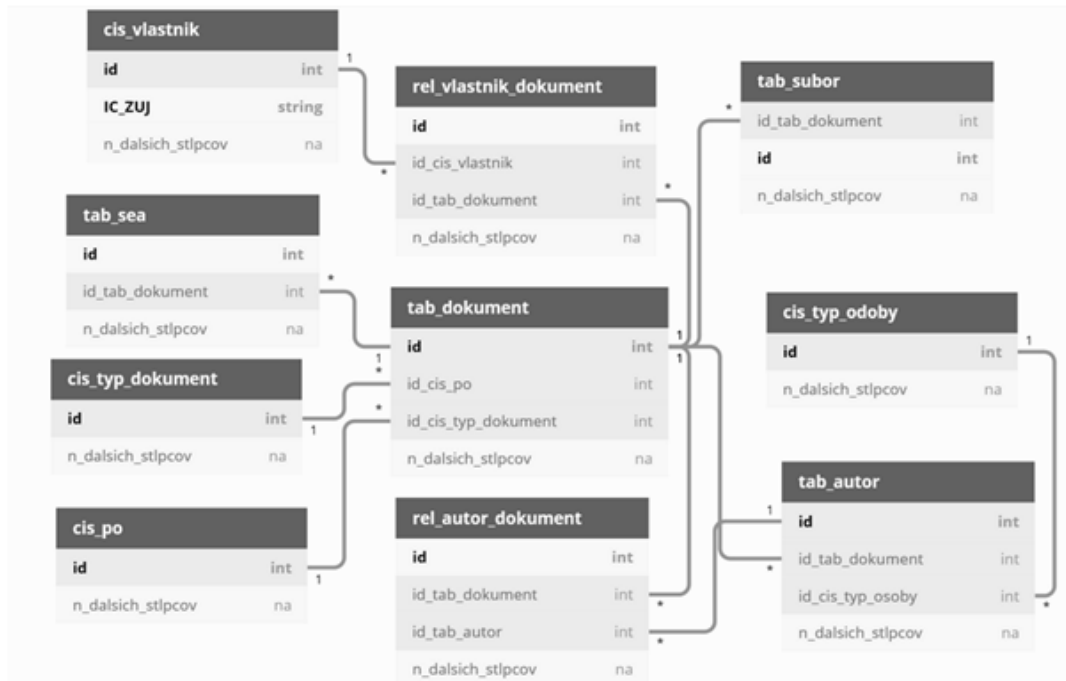 cis_vlastnik
id int
IC_ZUJ string
n_dalsich_stlpcov na
1
*
rel_vlastnik_dokument
id int
id_cis_vlastnik int
id_tab_dokument int
n_dalsich_stlpcov na
*
tab_subor
id_tab_dokument int
id int
n_dalsich_stlpcov na
*
tab_sea
id int
id_tab_dokument int
n_dalsich_stlpcov na
*
1
tab_dokument
id int
id_cis_po int
id_cis_typ_dokument int
n_dalsich_stlpcov na
*
*
1
1
cis_typ_odoby
id int
n_dalsich_stlpcov na
1
cis_typ_dokument
id int
n_dalsich_stlpcov na
1
cis_po
id int
n_dalsich_stlpcov na
1
rel_autor_dokument
id int
id_tab_dokument int
id_tab_autor int
n_dalsich_stlpcov na
*
*
tab_autor
id int
id_tab_dokument int
id_cis_typ_osoby int
n_dalsich_stlpcov na
1
*
*